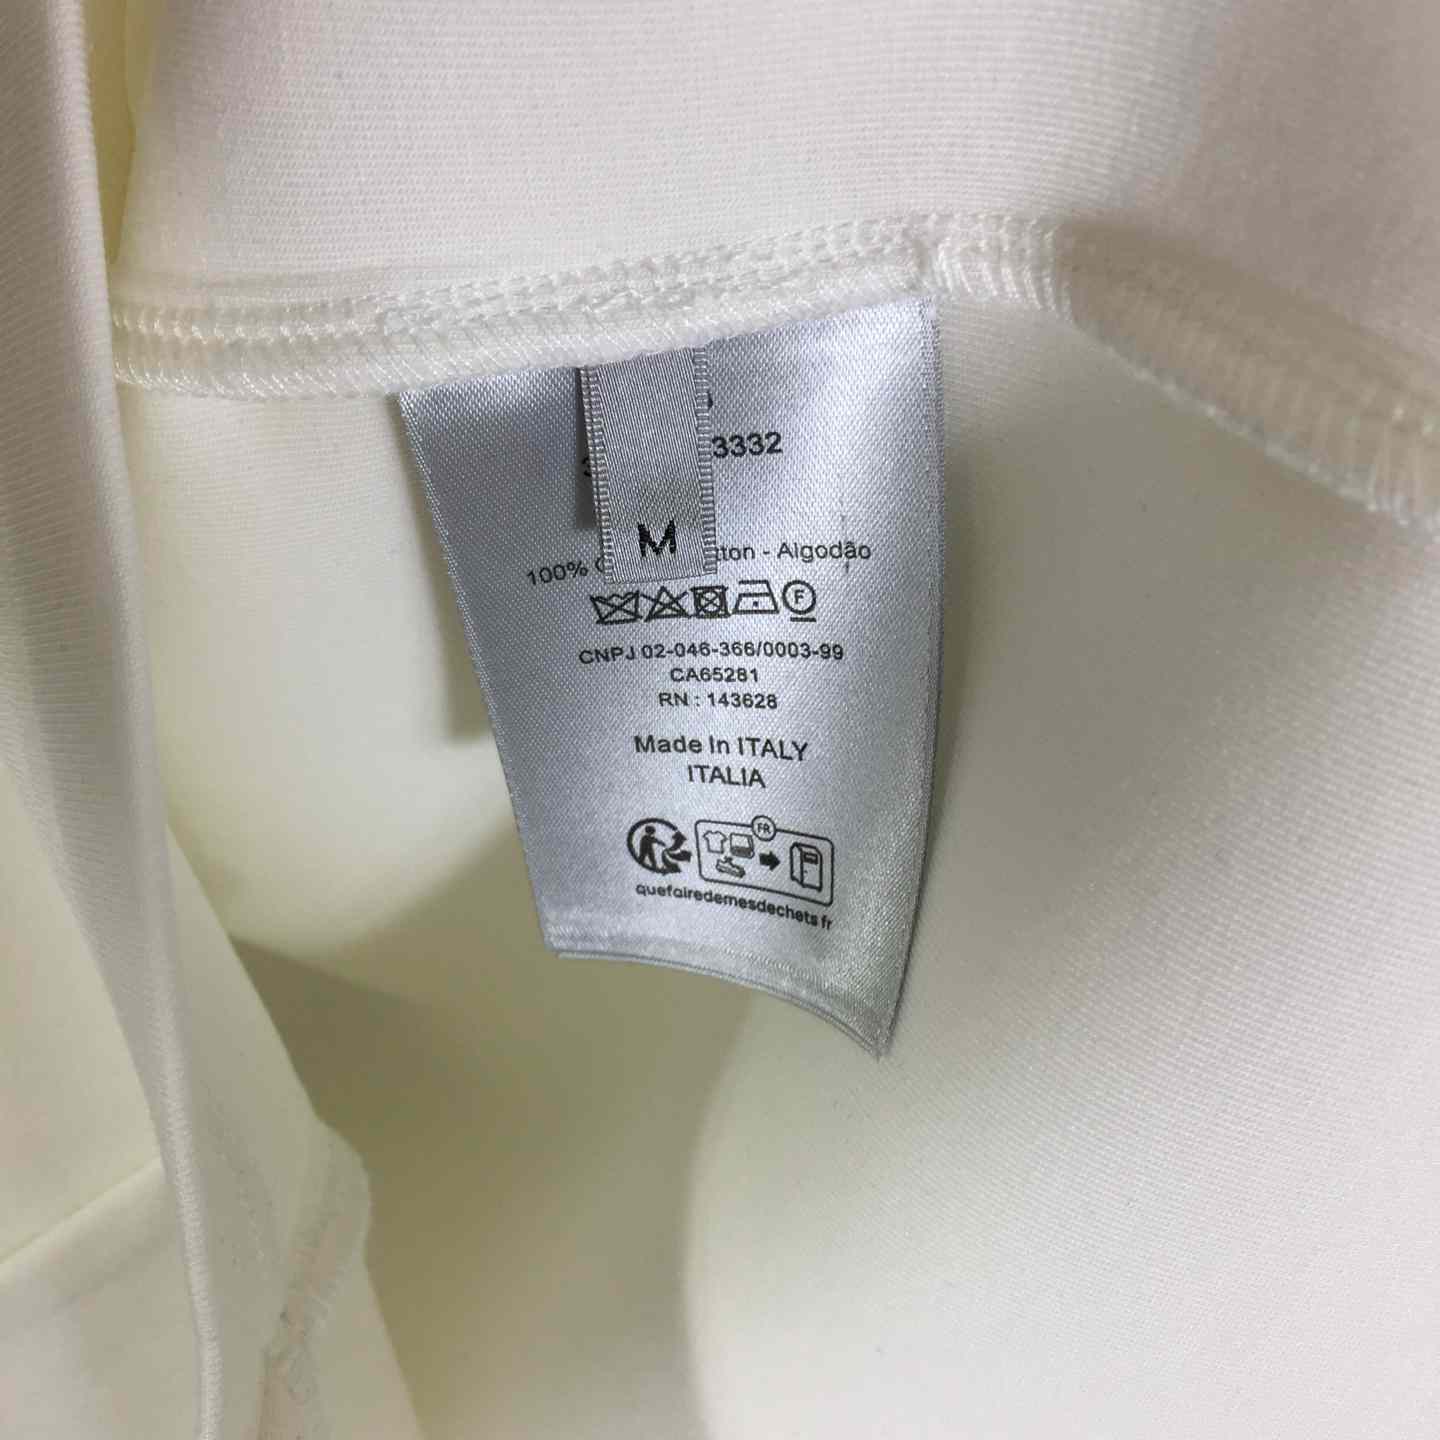 3332
M
100% tton - Algodão
F
CNPJ 02-046-366/0003-99
CA65281
RN : 143628
Made in ITALY
ITALIA
FR
quefairedemesdechets.fr